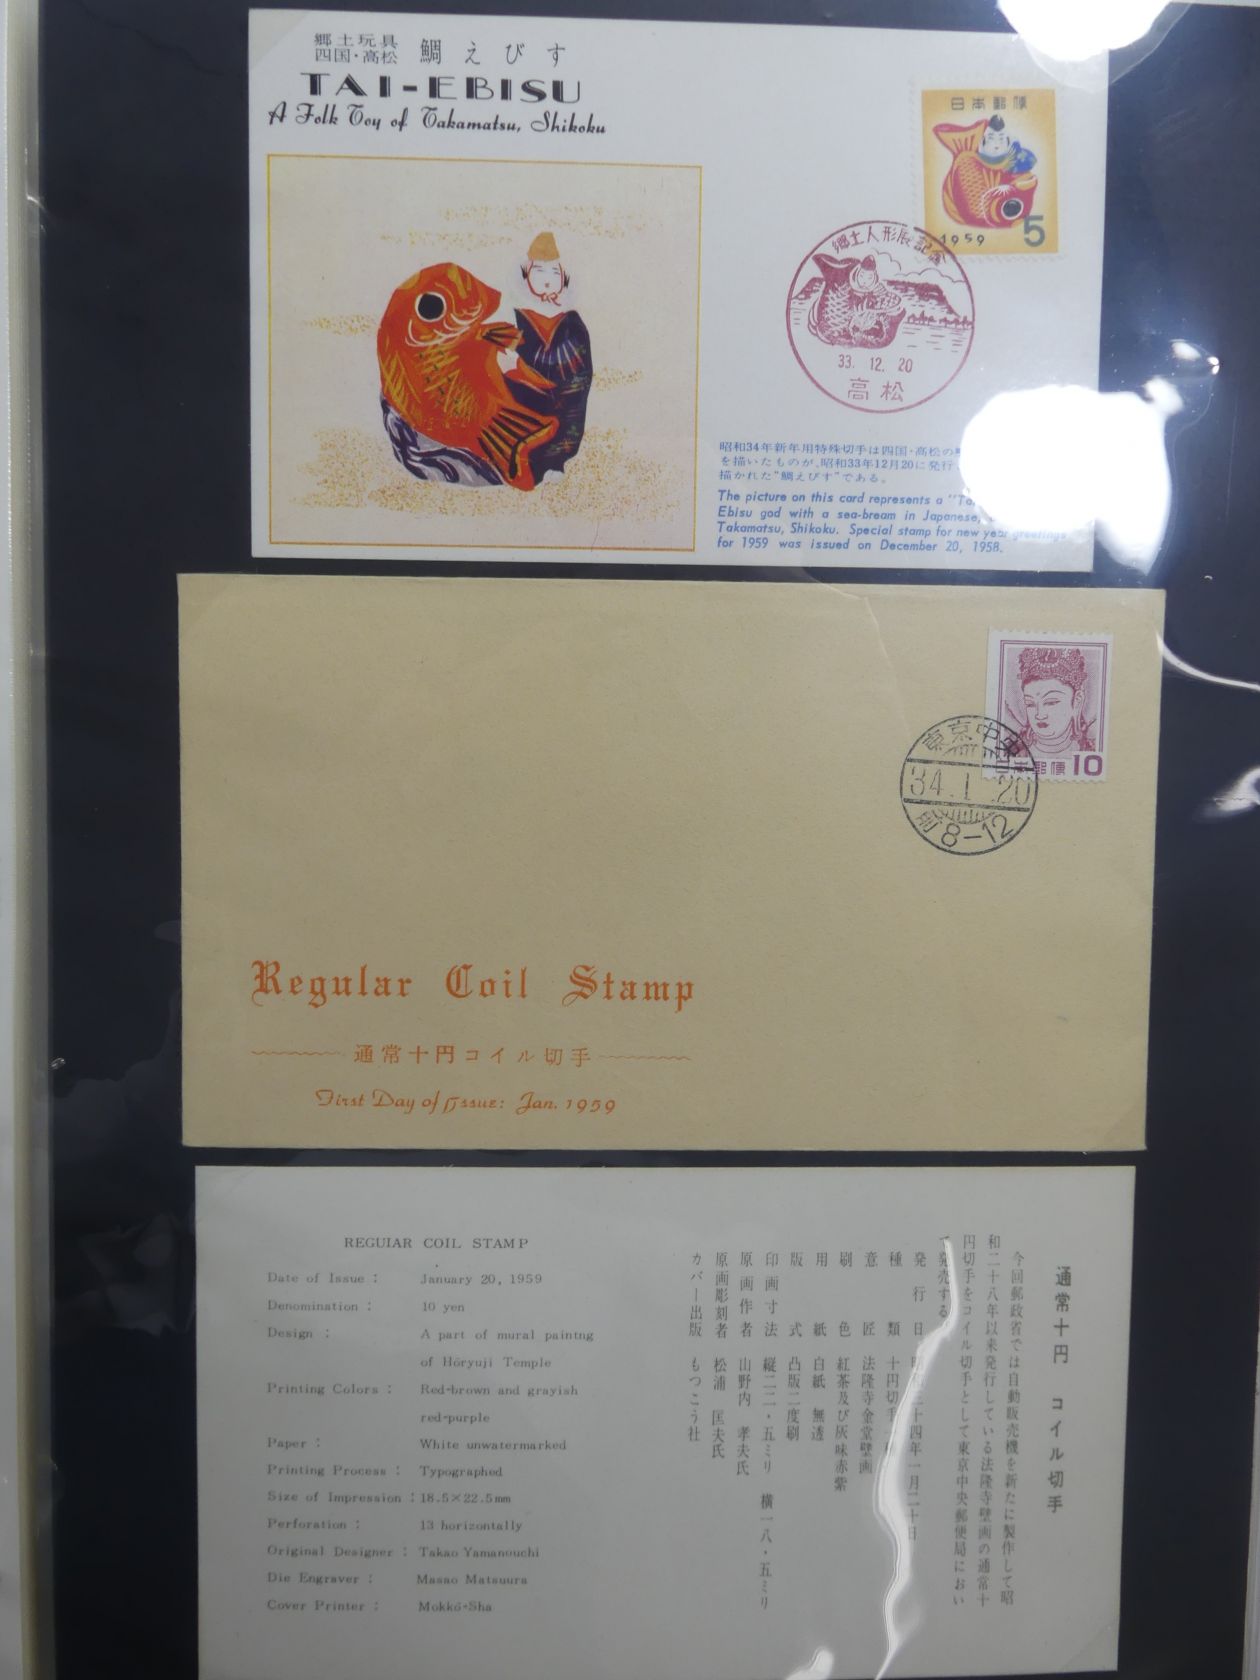 郷土玩具
四国・高松 鯛えびす
TAI-EBISU
A Folk Toy of Takamatsu, Shikoku
日本郵便
1959 5
郷土人形展記念
33. 12. 20
高松
昭和34年新年用特殊切手は四国・高松の
を描いたものが、昭和33年12月20に発行
描かれた"鯛えびす"である。
The picture on this card represents a
Ebisu god with a sea-bream in Japanese,
Takamatsu, Shikoku. Special stamp for new year greetings
for 1959 was issued on December 20, 1958.
本郵便 10
東京中央
34. 1. 20
前8-12
Regular Coil Stamp
通常十円コイル切手
First Day of Issue: Jan. 1959
REGUIAR COIL STAMP
Date of Issue : January 20, 1959
Denomination : 10 yen
Design : A part of mural paintng
of Hōryuji Temple
Printing Colors : Red-brown and grayish
red-purple
Paper : White unwatermarked
Printing Process : Typographed
Size of Impression : 18.5×22.5mm
Perforation : 13 horizontally
Original Designer : Takao Yamanouchi
Die Engraver : Masao Matsuura
Cover Printer : Mokkō-Sha
通常十円 コイル切手
今回郵政省では自動販売機を新たに製作して昭
和二十八年以来発行している法隆寺壁画の通常十
円切手をコイル切手として東京中央郵便局におい
て発売する
発行日 昭和三十四年一月二十日
種類 十円切手
意匠 法隆寺金堂壁画
刷色 紅茶及び灰味赤紫
用紙 白紙 無透
版式 凸版二度刷
印画寸法 縦二二・五ミリ 横一八・五ミリ
原画作者 山野内 孝夫氏
原画彫刻者 松浦 匡夫氏
カバー出版 もつこう社